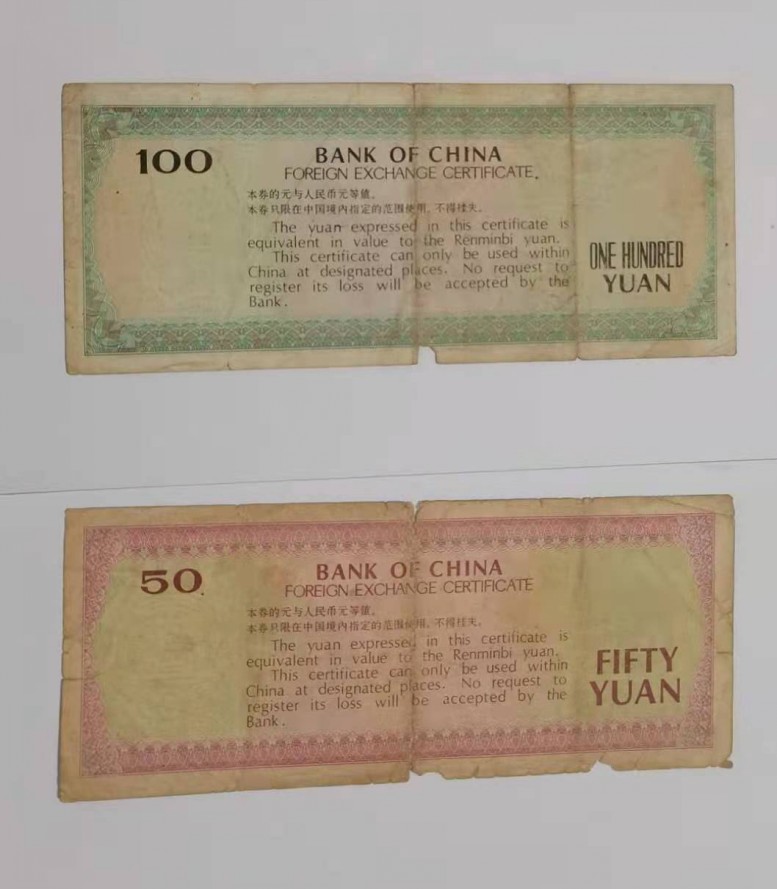 100
BANK OF CHINA
FOREIGN EXCHANGE CERTIFICATE.
本券的元与人民币元等值。
本券只限在中国境内指定的范围使用,不得挂失。
The yuan expressed in this certificate is
equivalent in value to the Renminbi yuan.
This certificate can only be used within
China at designated places. No request to
register its loss will be accepted by the
Bank.
ONE HUNDRED
YUAN
50
BANK OF CHINA
FOREIGN EXCHANGE CERTIFICATE
本券的元与人民币元等值。
本券只限在中国境内指定的范围使用,不得挂失。
The yuan expressed in this certificate is
equivalent in value to the Renminbi yuan.
This certificate can only be used within
China at designated places. No request to
register its loss will be accepted by the
Bank.
FIFTY
YUAN